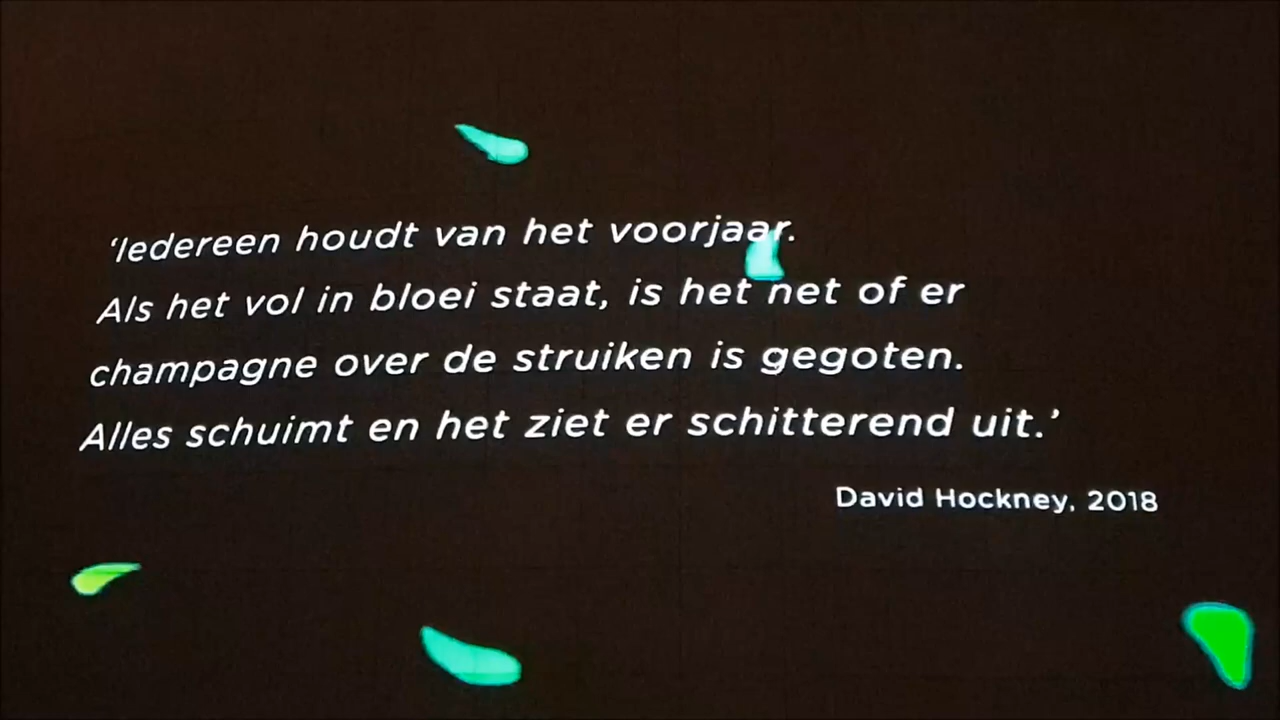 ‘Iedereen houdt van het voorjaar.
Als het vol in bloei staat, is het net of er
champagne over de struiken is gegoten.
Alles schuimt en het ziet er schitterend uit.’
David Hockney, 2018